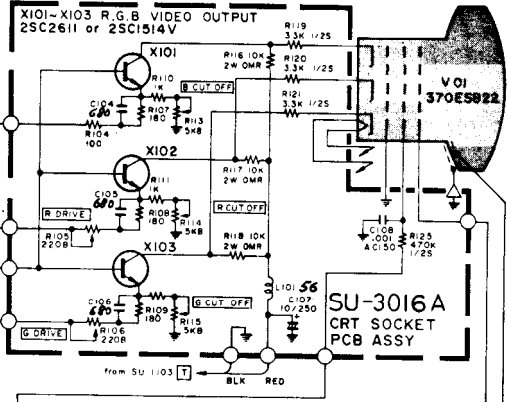 X101~X103 R.G.B VIDEO OUTPUT
2SC2611 or 2SC1514V
R119
3.3K 1/2S
R116 10K
2W OMR
R120
3.3K 1/2S
X101
R110
1K
B CUT OFF
R121
3.3K 1/2S
V01
370ESB22
C104
680
R107
180
R113
5KB
R104
100
X102
R111
1K
R117 10K
2W OMR
C105
680
R108
180
R114
5KB
R CUT OFF
R DRIVE
R105
220B
C108
.001
AC150
R125
470K
1/2S
R118 10K
2W OMR
X103
L101 56
C106
680
R109
180
G CUT OFF
C107
10/250
R115
5KB
G DRIVE
R106
220B
SU-3016A
CRT SOCKET
PCB ASSY
from SU 1103 T
BLK
RED